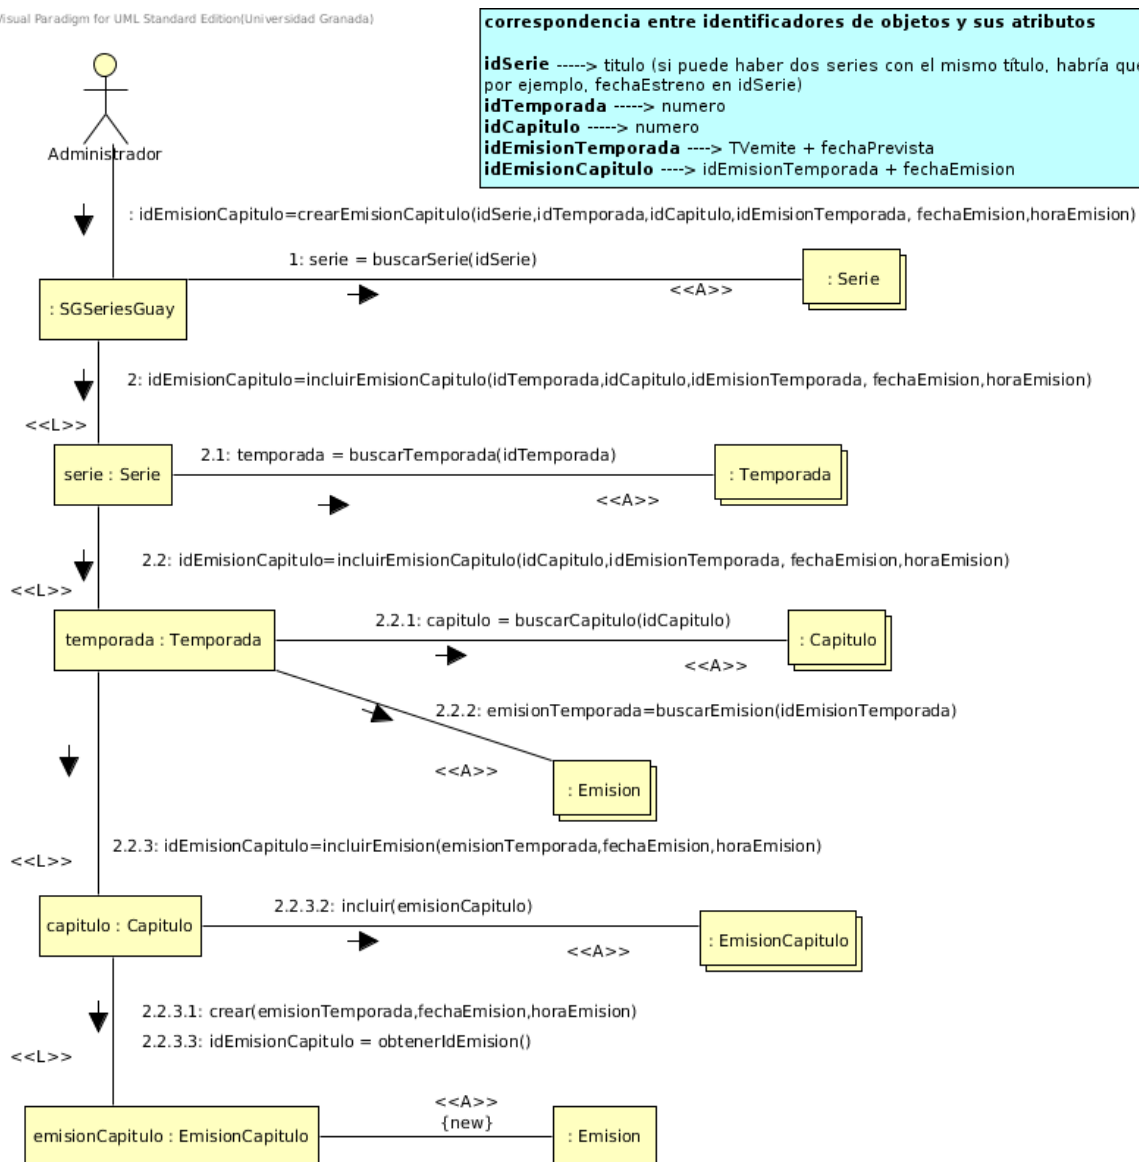 Visual Paradigm for UML Standard Edition(Universidad Granada)
correspondencia entre identificadores de objetos y sus atributos
idSerie -----> titulo (si puede haber dos series con el mismo título, habría que
por ejemplo, fechaEstreno en idSerie)
idTemporada -----> numero
idCapitulo -----> numero
idEmisionTemporada ----> TVemite + fechaPrevista
idEmisionCapitulo ----> idEmisionTemporada + fechaEmision
Administrador
: idEmisionCapitulo=crearEmisionCapitulo(idSerie,idTemporada,idCapitulo,idEmisionTemporada, fechaEmision,horaEmision)
1: serie = buscarSerie(idSerie)
<<A>>
: Serie
: SGSeriesGuay
2: idEmisionCapitulo=incluirEmisionCapitulo(idTemporada,idCapitulo,idEmisionTemporada, fechaEmision,horaEmision)
<<L>>
serie : Serie
2.1: temporada = buscarTemporada(idTemporada)
<<A>>
: Temporada
2.2: idEmisionCapitulo=incluirEmisionCapitulo(idCapitulo,idEmisionTemporada, fechaEmision,horaEmision)
<<L>>
temporada : Temporada
2.2.1: capitulo = buscarCapitulo(idCapitulo)
<<A>>
: Capitulo
2.2.2: emisionTemporada=buscarEmision(idEmisionTemporada)
<<A>>
: Emision
2.2.3: idEmisionCapitulo=incluirEmision(emisionTemporada,fechaEmision,horaEmision)
<<L>>
capitulo : Capitulo
2.2.3.2: incluir(emisionCapitulo)
<<A>>
: EmisionCapitulo
2.2.3.1: crear(emisionTemporada,fechaEmision,horaEmision)
2.2.3.3: idEmisionCapitulo = obtenerIdEmision()
<<L>>
emisionCapitulo : EmisionCapitulo
<<A>>
{new}
: Emision